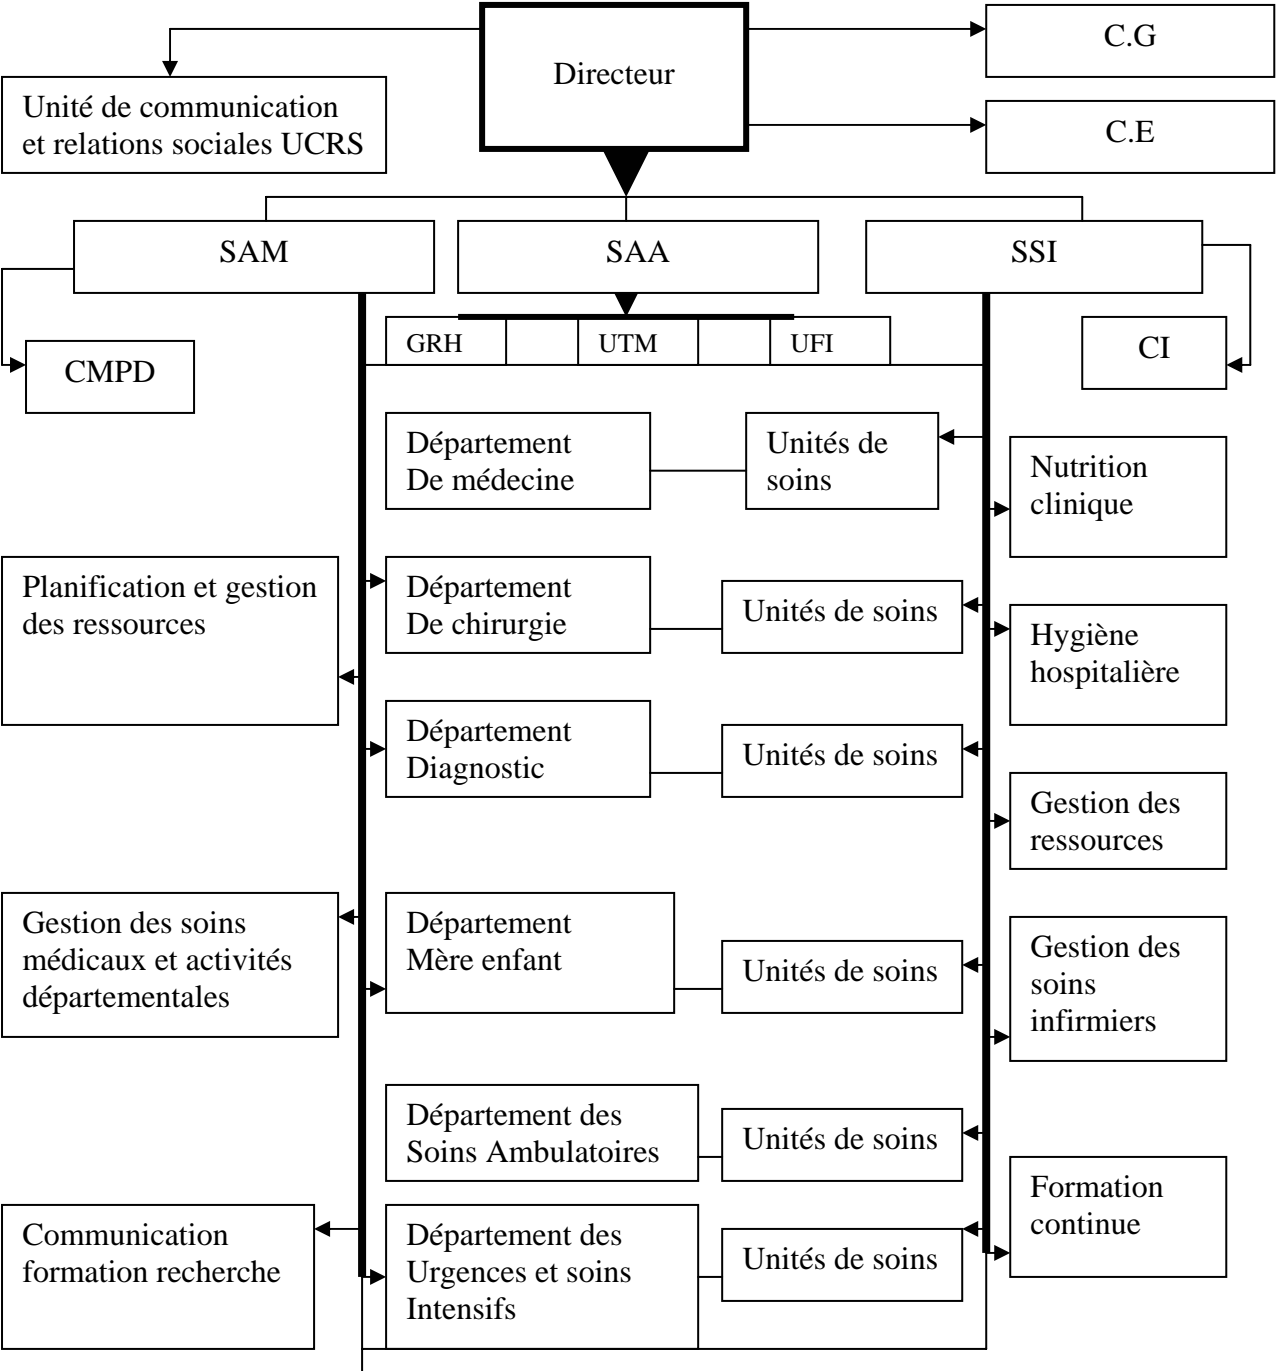 Directeur
C.G
Unité de communication
et relations sociales UCRS
C.E
SAM
SAA
SSI
GRH
UTM
UFI
CI
CMPD
Département
De médecine
Unités de
soins
Nutrition
clinique
Planification et gestion
des ressources
Département
De chirurgie
Unités de soins
Hygiène
hospitalière
Département
Diagnostic
Unités de soins
Gestion des
ressources
Gestion des soins
médicaux et activités
départementales
Département
Mère enfant
Unités de soins
Gestion des
soins
infirmiers
Département des
Soins Ambulatoires
Unités de soins
Formation
continue
Communication
formation recherche
Département des
Urgences et soins
Intensifs
Unités de soins